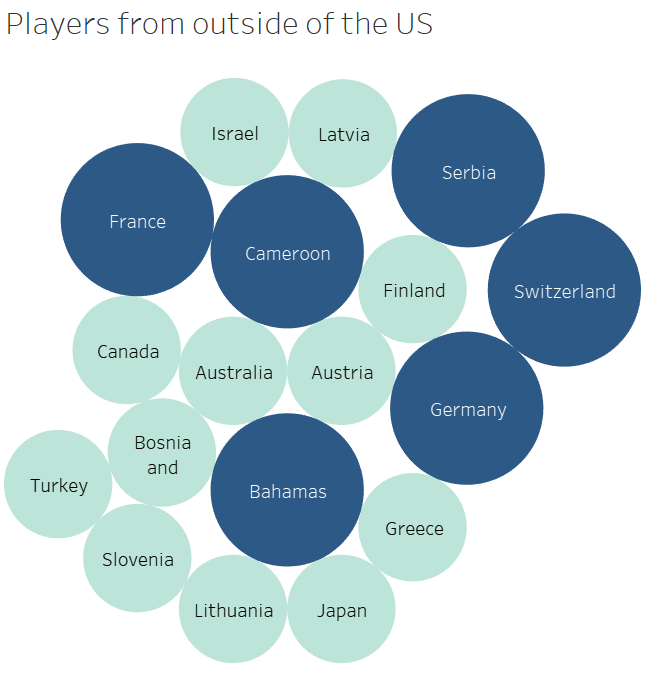 Players from outside of the US
Israel
Latvia
Serbia
France
Cameroon
Finland
Switzerland
Canada
Australia
Austria
Germany
Bosnia
and
Turkey
Bahamas
Greece
Slovenia
Lithuania
Japan